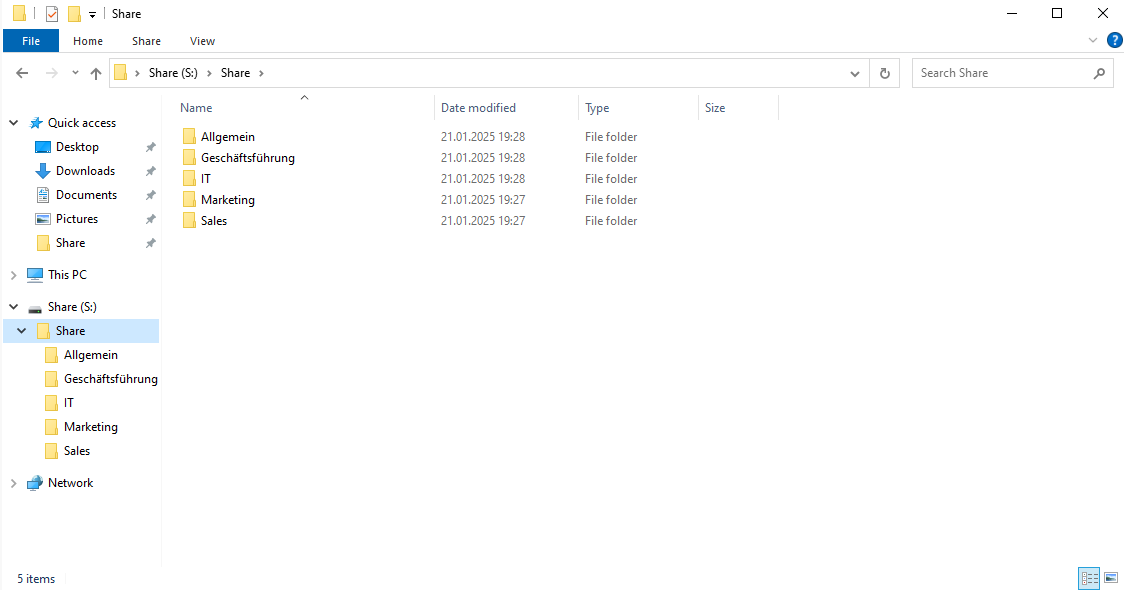 Share
File Home Share View
Share (S:) Share
Search Share
Quick access
Desktop
Downloads
Documents
Pictures
Share
This PC
Share (S:)
Share
Allgemein
Geschäftsführung
IT
Marketing
Sales
Network
Name Date modified Type Size
Allgemein 21.01.2025 19:28 File folder
Geschäftsführung 21.01.2025 19:28 File folder
IT 21.01.2025 19:28 File folder
Marketing 21.01.2025 19:27 File folder
Sales 21.01.2025 19:27 File folder
5 items